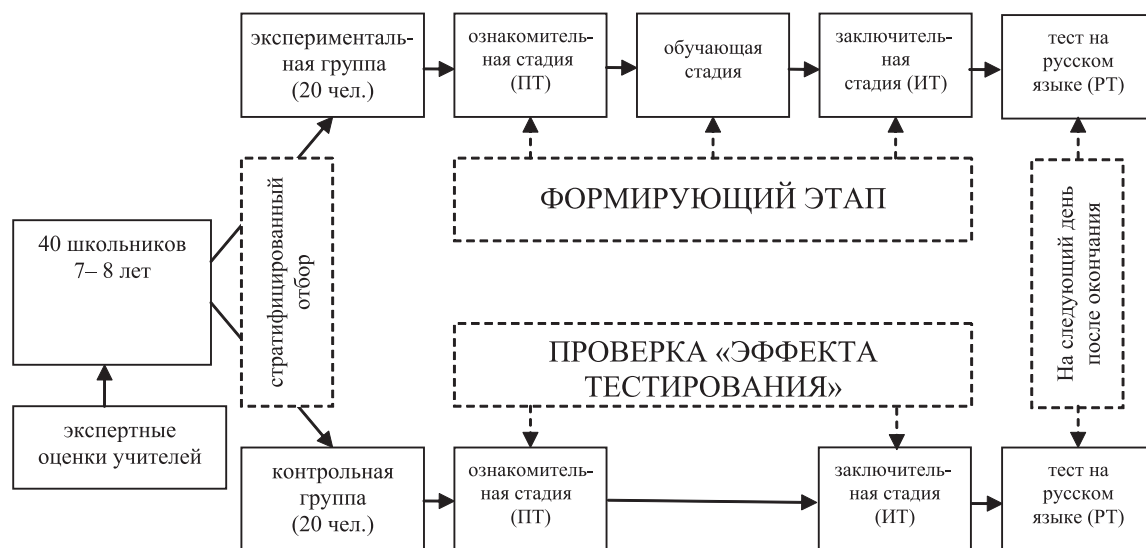 эксперименталь-
ная группа
(20 чел.)
ознакомитель-
ная стадия
(ПТ)
обучающая
стадия
заключитель-
ная
стадия (ИТ)
тест на
русском
языке (РТ)
стратифицированный
отбор
ФОРМИРУЮЩИЙ ЭТАП
На следующий день
после окончания
40 школьников
7– 8 лет
ПРОВЕРКА «ЭФФЕКТА
ТЕСТИРОВАНИЯ»
экспертные
оценки учителей
контрольная
группа
(20 чел.)
ознакомитель-
ная стадия
(ПТ)
заключитель-
ная стадия
(ИТ)
тест на
русском
языке (РТ)